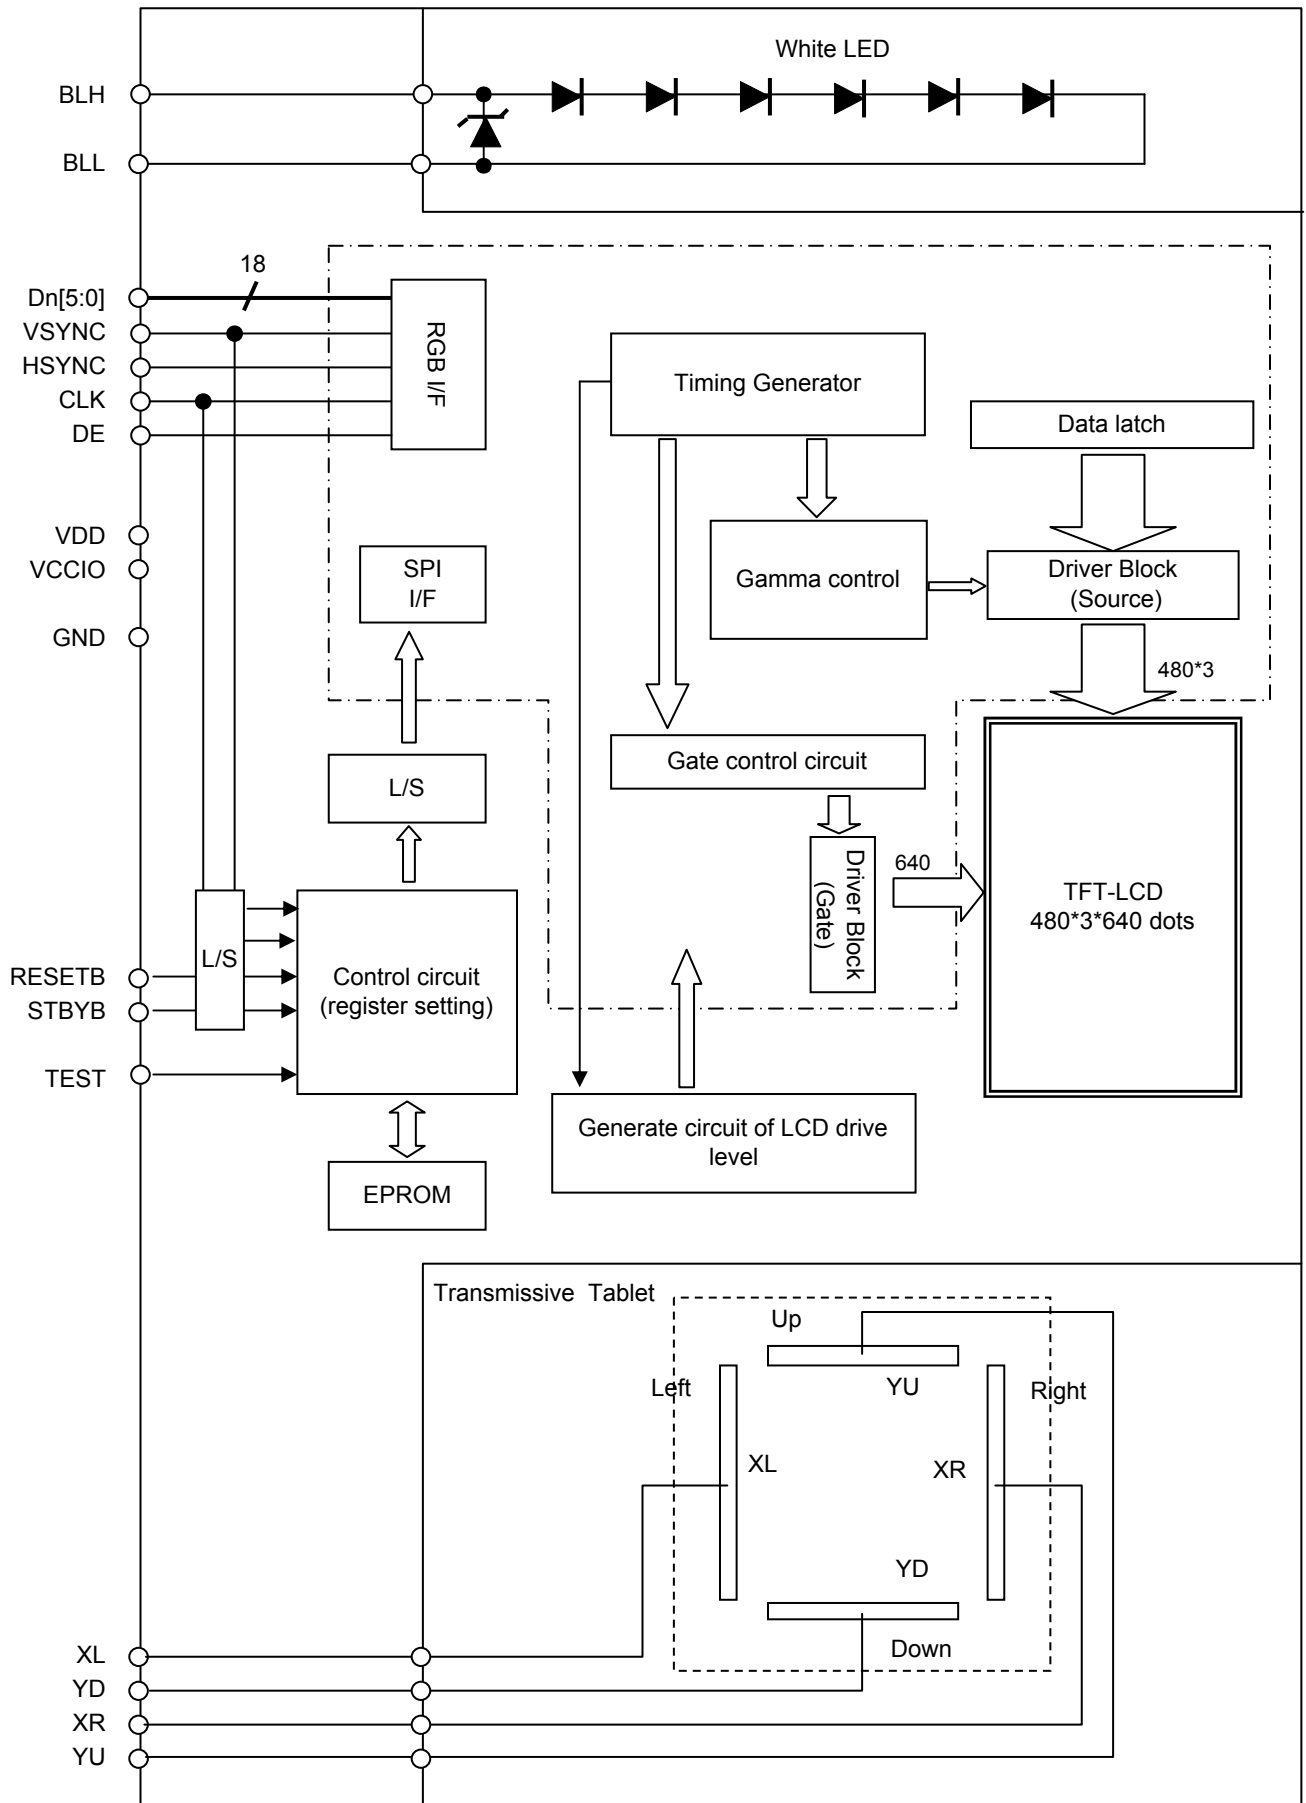 White LED
BLH
BLL
18
Dn[5:0]
VSYNC
HSYNC
CLK
DE
RGB I/F
Timing Generator
Data latch
VDD
VCCIO
GND
SPI
I/F
Gamma control
Driver Block
(Source)
480*3
Gate control circuit
L/S
Driver Block
(Gate)
640
TFT-LCD
480*3*640 dots
L/S
RESETB
STBYB
TEST
Control circuit
(register setting)
Generate circuit of LCD drive
level
EPROM
Transmissive Tablet
Up
Left
YU
Right
XL
XR
YD
Down
XL
YD
XR
YU